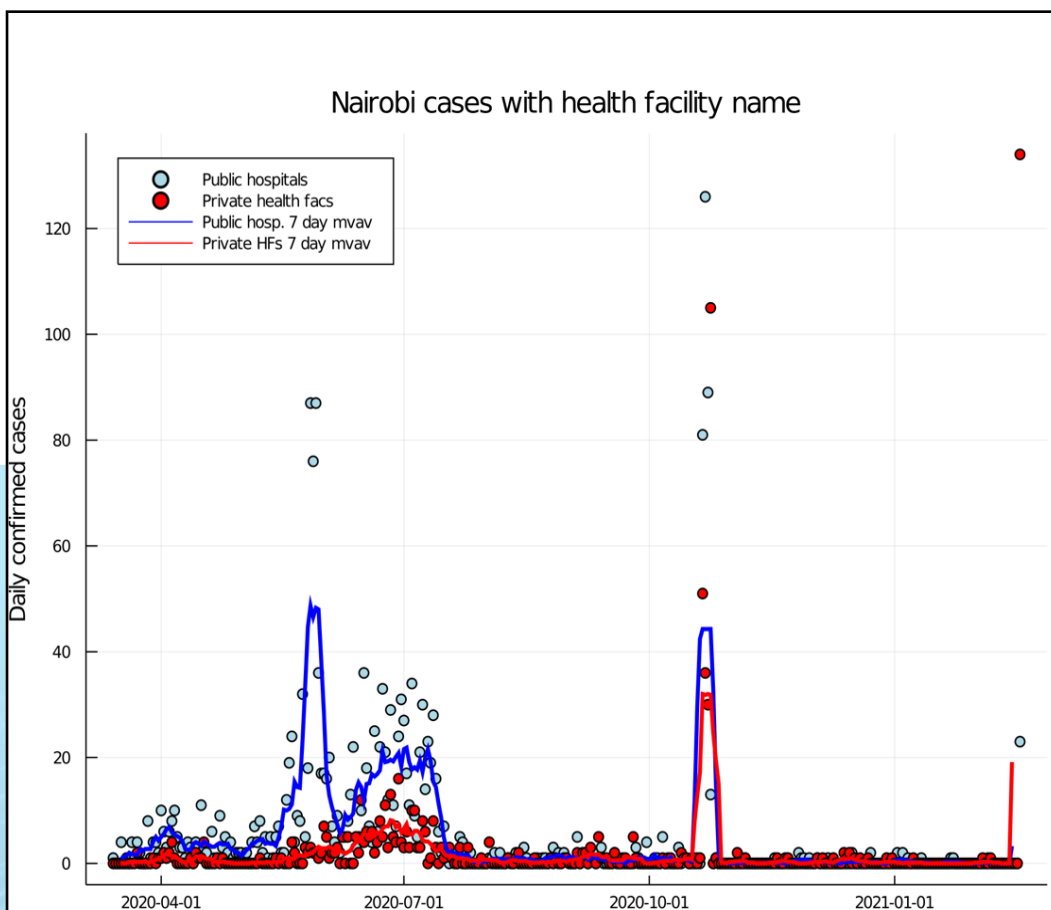 Nairobi cases with health facility name
Public hospitals
Private health facs
Public hosp. 7 day mvav
Private HFs 7 day mvav
Daily confirmed cases
120
100
80
60
40
20
0
2020-04-01
2020-07-01
2020-10-01
2021-01-01